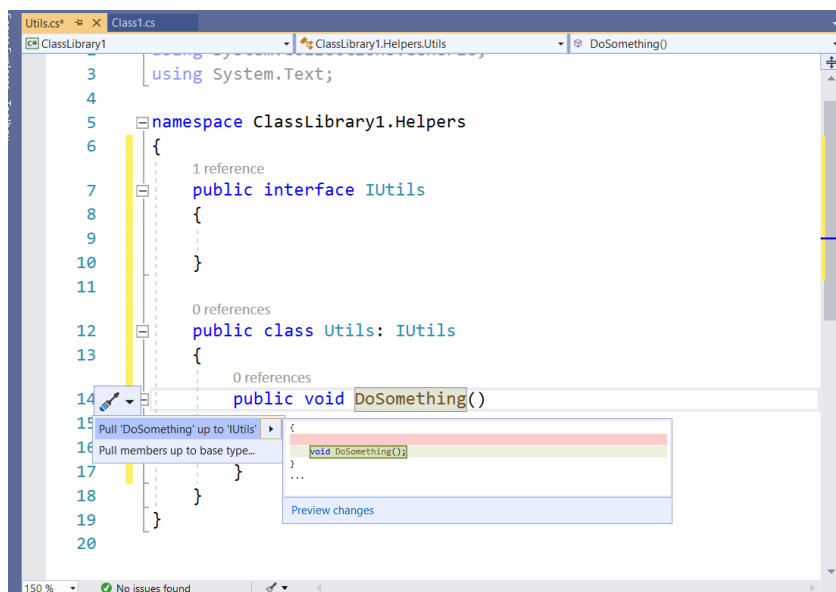 Utils.cs* Class1.cs
C# ClassLibrary1 ClassLibrary1.Helpers.Utils DoSomething()
3 using System.Text;
4
5 namespace ClassLibrary1.Helpers
6 {
1 reference
7 public interface IUtils
8 {
9
10 }
11
0 references
12 public class Utils: IUtils
13 {
0 references
14 public void DoSomething()
15
Pull 'DoSomething' up to 'IUtils'
16
Pull members up to base type...
{
void DoSomething();
}
...
Preview changes
17 }
18 }
19 }
20
150 % No issues found